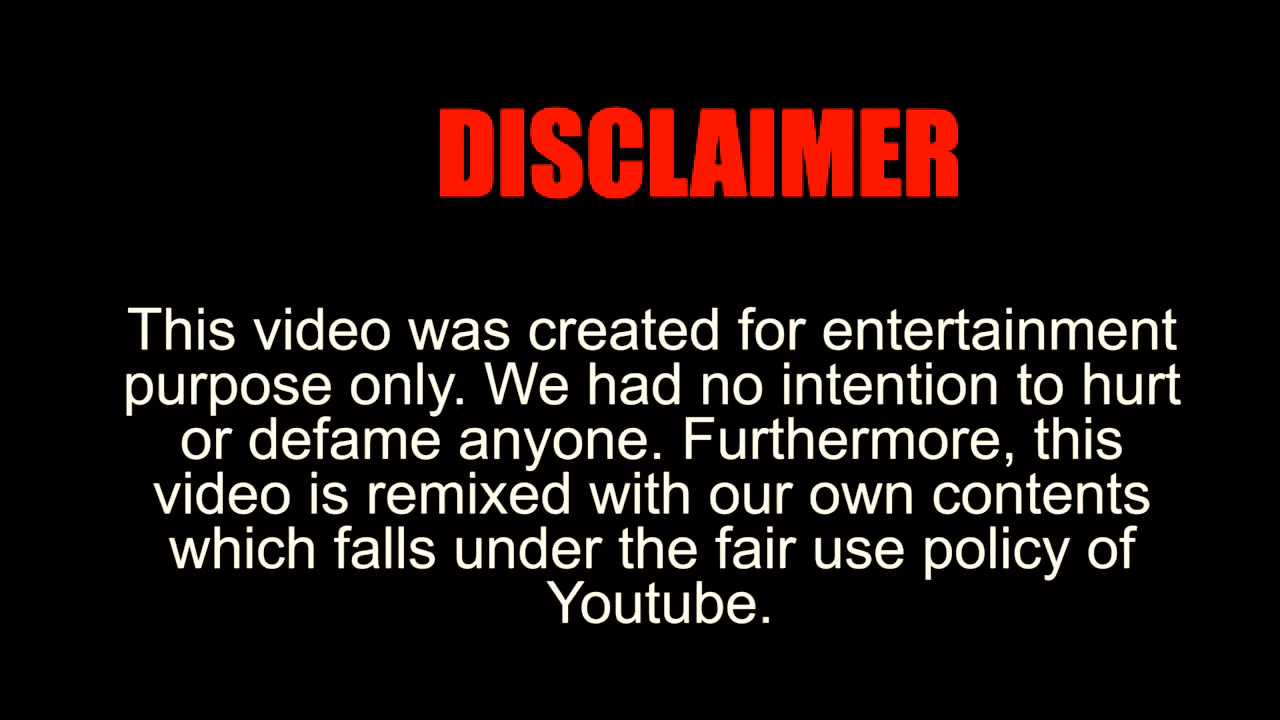 DISCLAIMER
This video was created for entertainment
purpose only. We had no intention to hurt
or defame anyone. Furthermore, this
video is remixed with our own contents
which falls under the fair use policy of
Youtube.